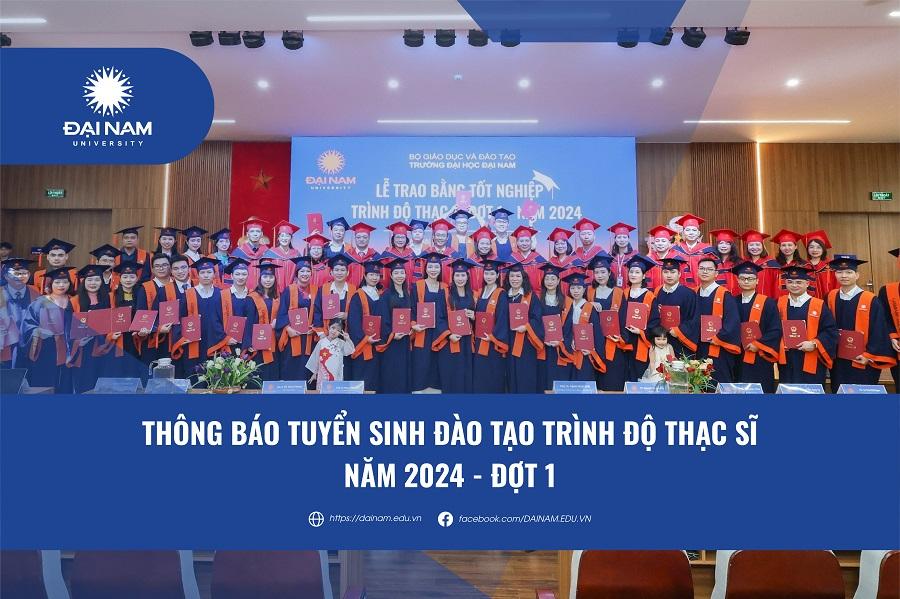 ĐẠI NAM
UNIVERSITY
BỘ GIÁO DỤC VÀ ĐÀO TẠO
TRƯỜNG ĐẠI HỌC ĐẠI NAM
ĐẠI NAM
UNIVERSITY
LỄ TRAO BẰNG TỐT NGHIỆP
TRÌNH ĐỘ THẠC SĨ ĐỢT NĂM 2024
THÔNG BÁO TUYỂN SINH ĐÀO TẠO TRÌNH ĐỘ THẠC SĨ
NĂM 2024 - ĐỢT 1
https://dainam.edu.vn
facebook.com/DAINAM.EDU.VN